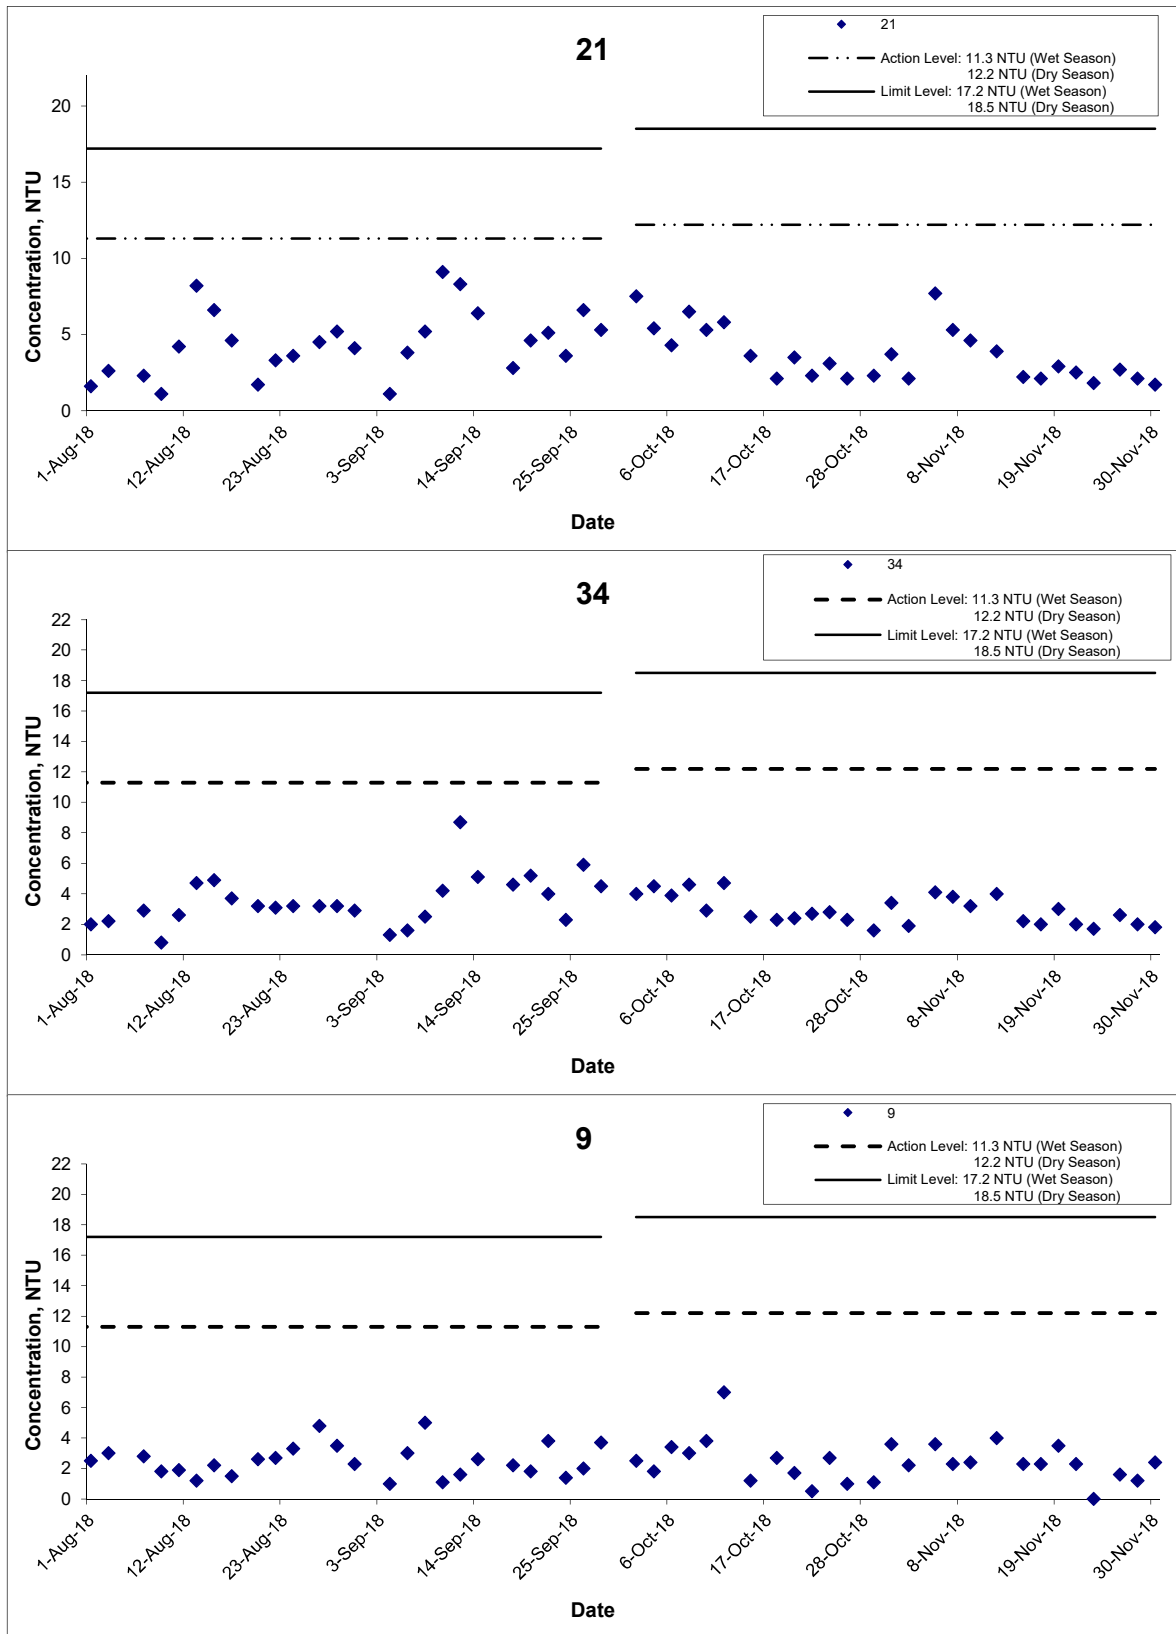 21
21
Action Level: 11.3 NTU (Wet Season)
12.2 NTU (Dry Season)
Limit Level: 17.2 NTU (Wet Season)
18.5 NTU (Dry Season)
Concentration, NTU
20
15
10
5
0
1-Aug-18 12-Aug-18 23-Aug-18 3-Sep-18 14-Sep-18 25-Sep-18 6-Oct-18 17-Oct-18 28-Oct-18 8-Nov-18 19-Nov-18 30-Nov-18
Date
34
34
Action Level: 11.3 NTU (Wet Season)
12.2 NTU (Dry Season)
Limit Level: 17.2 NTU (Wet Season)
18.5 NTU (Dry Season)
Concentration, NTU
22
20
18
16
14
12
10
8
6
4
2
0
1-Aug-18 12-Aug-18 23-Aug-18 3-Sep-18 14-Sep-18 25-Sep-18 6-Oct-18 17-Oct-18 28-Oct-18 8-Nov-18 19-Nov-18 30-Nov-18
Date
9
9
Action Level: 11.3 NTU (Wet Season)
12.2 NTU (Dry Season)
Limit Level: 17.2 NTU (Wet Season)
18.5 NTU (Dry Season)
Concentration, NTU
22
20
18
16
14
12
10
8
6
4
2
0
1-Aug-18 12-Aug-18 23-Aug-18 3-Sep-18 14-Sep-18 25-Sep-18 6-Oct-18 17-Oct-18 28-Oct-18 8-Nov-18 19-Nov-18 30-Nov-18
Date